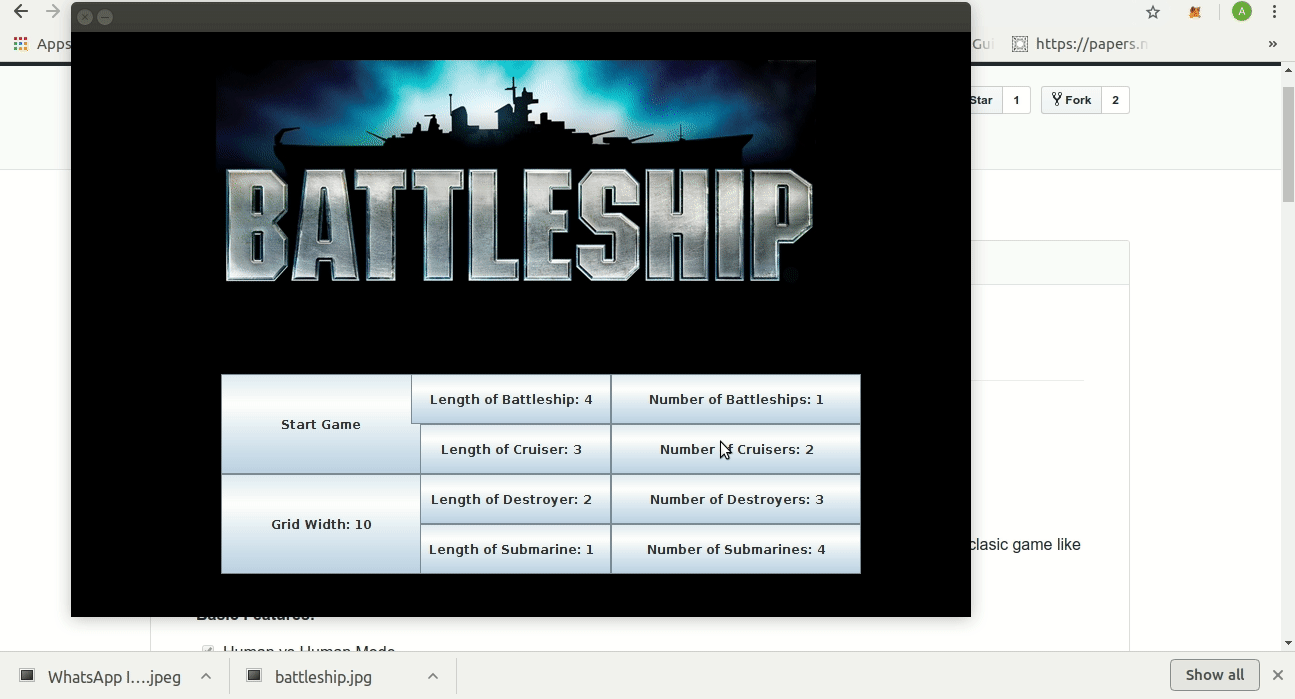 A
Apps
Gui
https://papers.n
»
Star
1
Fork
2
BATTLESHIP
Start Game
Length of Battleship: 4
Number of Battleships: 1
Length of Cruiser: 3
Number of Cruisers: 2
Grid Width: 10
Length of Destroyer: 2
Number of Destroyers: 3
Length of Submarine: 1
Number of Submarines: 4
clasic game like
Basic Features:
Human vs Human Mode
WhatsApp I....jpeg
battleship.jpg
Show all